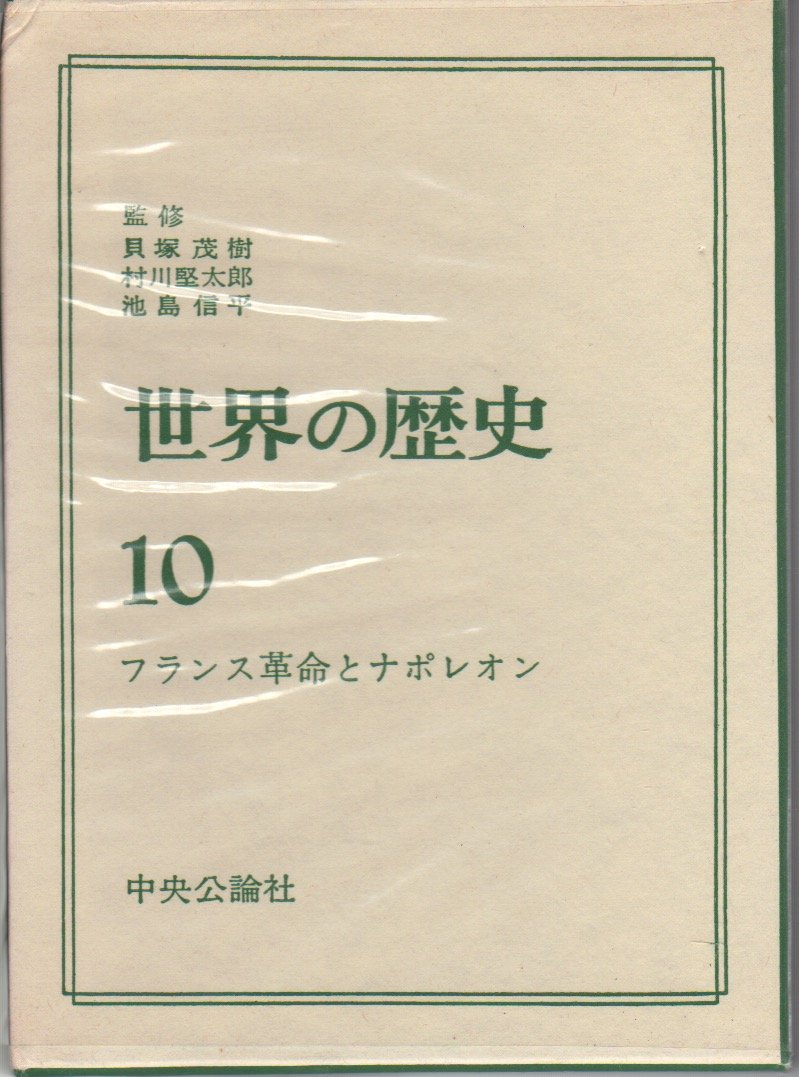 監修
貝塚茂樹
村川堅太郎
池島信平
世界の歴史
10
フランス革命とナポレオン
中央公論社